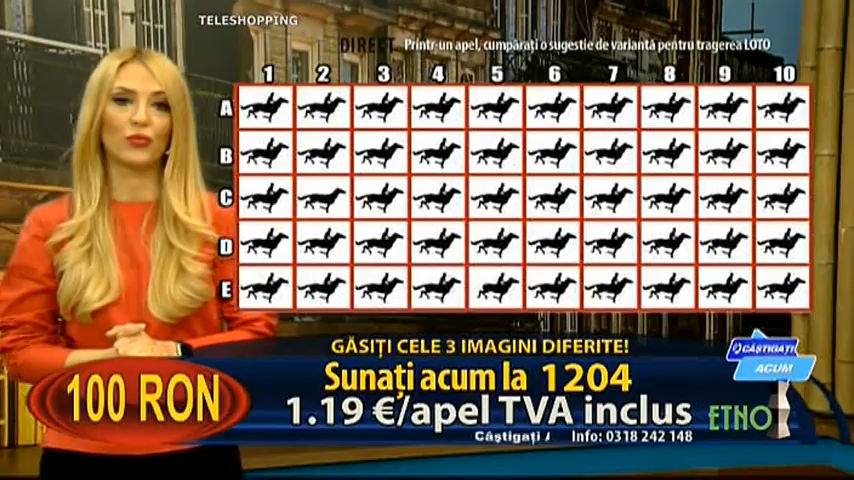 TELESHOPPING
DIRECT Printr-un apel, cumpărați o sugestie de variantă pentru tragerea LOTO
1 2 3 4 5 6 7 8 9 10
A
B
C
D
E
GĂSIȚI CELE 3 IMAGINI DIFERITE!
Sunați acum la 1204
100 RON
1.19 €/apel TVA inclus
CÂȘTIGAȚI
ACUM
ETNO
Câștigați
Info: 0318 242 148